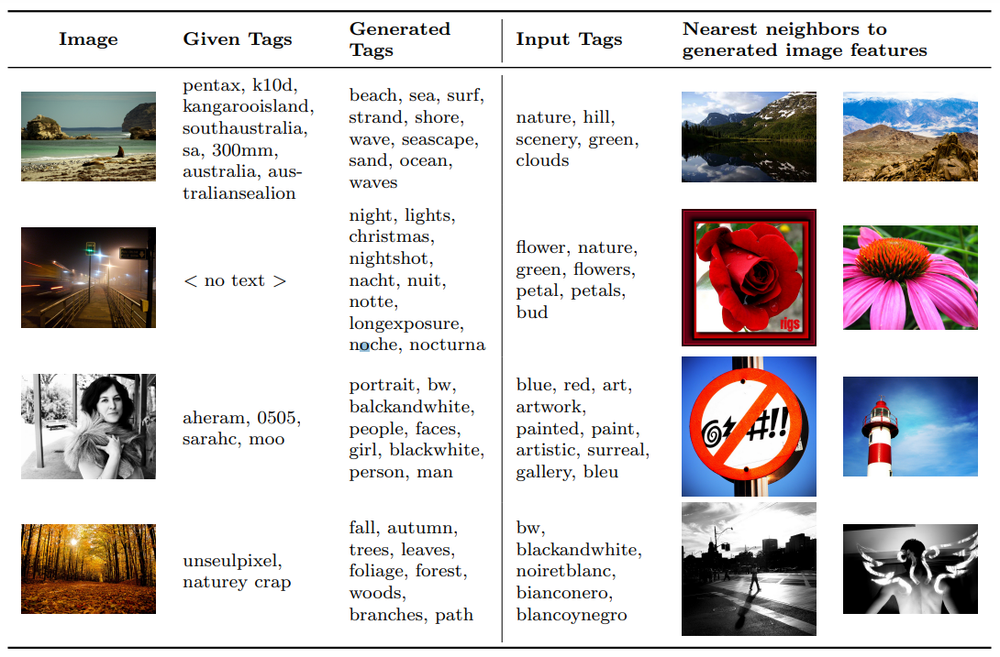 Image
Given Tags
Generated
Tags
Input Tags
Nearest neighbors to
generated image features
pentax, k10d,
kangarooisland,
southaustralia,
sa, 300mm,
australia, aus-
traliansealion
beach, sea, surf,
strand, shore,
wave, seascape,
sand, ocean,
waves
nature, hill,
scenery, green,
clouds
< no text >
night, lights,
christmas,
nightshot,
nacht, nuit,
notte,
longexposure,
noche, nocturna
flower, nature,
green, flowers,
petal, petals,
bud
rigs
aheram, 0505,
sarahc, moo
portrait, bw,
balckandwhite,
people, faces,
girl, blackwhite,
person, man
blue, red, art,
artwork,
painted, paint,
artistic, surreal,
gallery, bleu
#!!
unseulpixel,
naturey crap
fall, autumn,
trees, leaves,
foliage, forest,
woods,
branches, path
bw,
blackandwhite,
noiretblanc,
bianconero,
blancoynegro